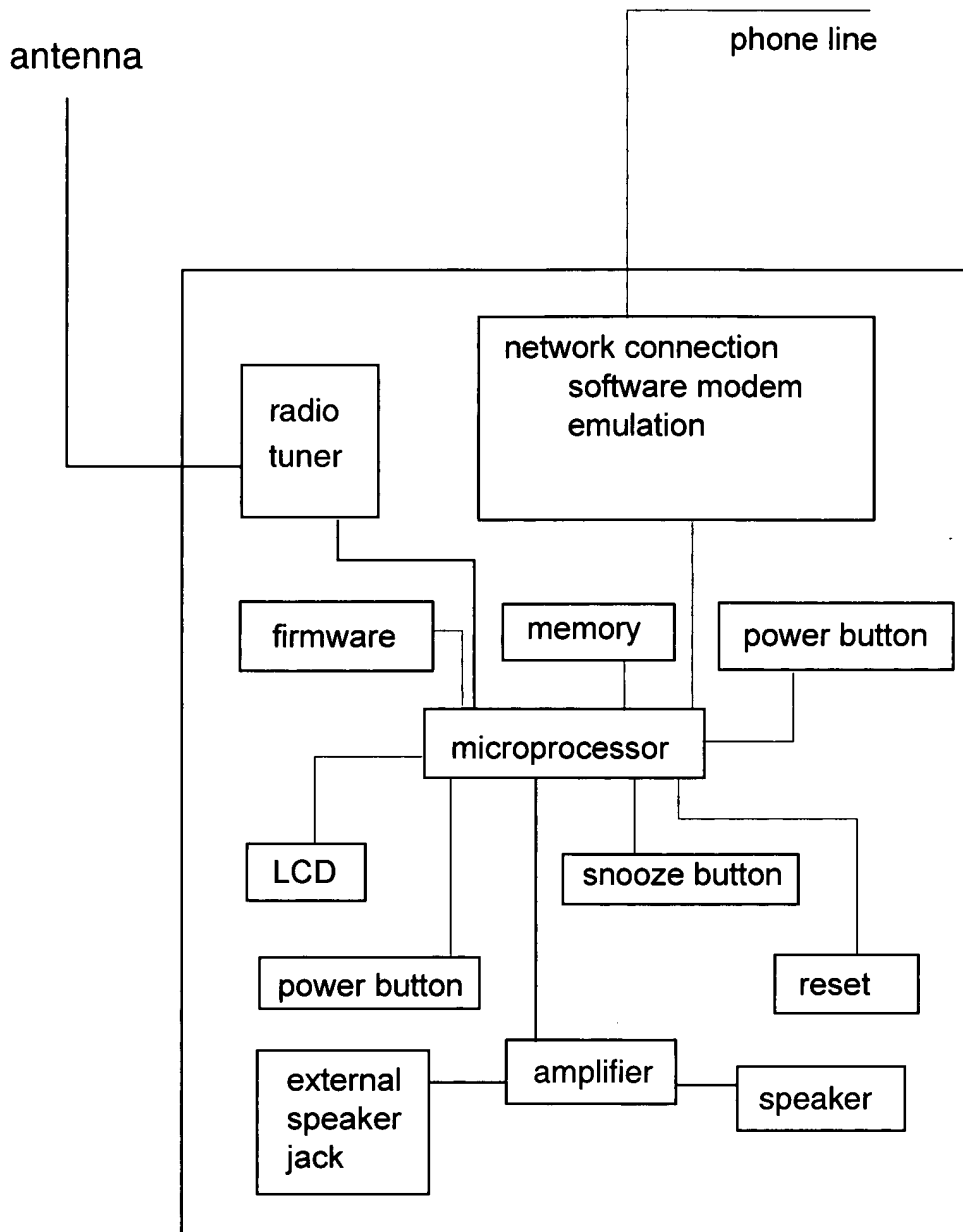 antenna
phone line
network connection
software modem
emulation
radio
tuner
firmware
memory
power button
microprocessor
LCD
snooze button
power button
reset
external
speaker
jack
amplifier
speaker